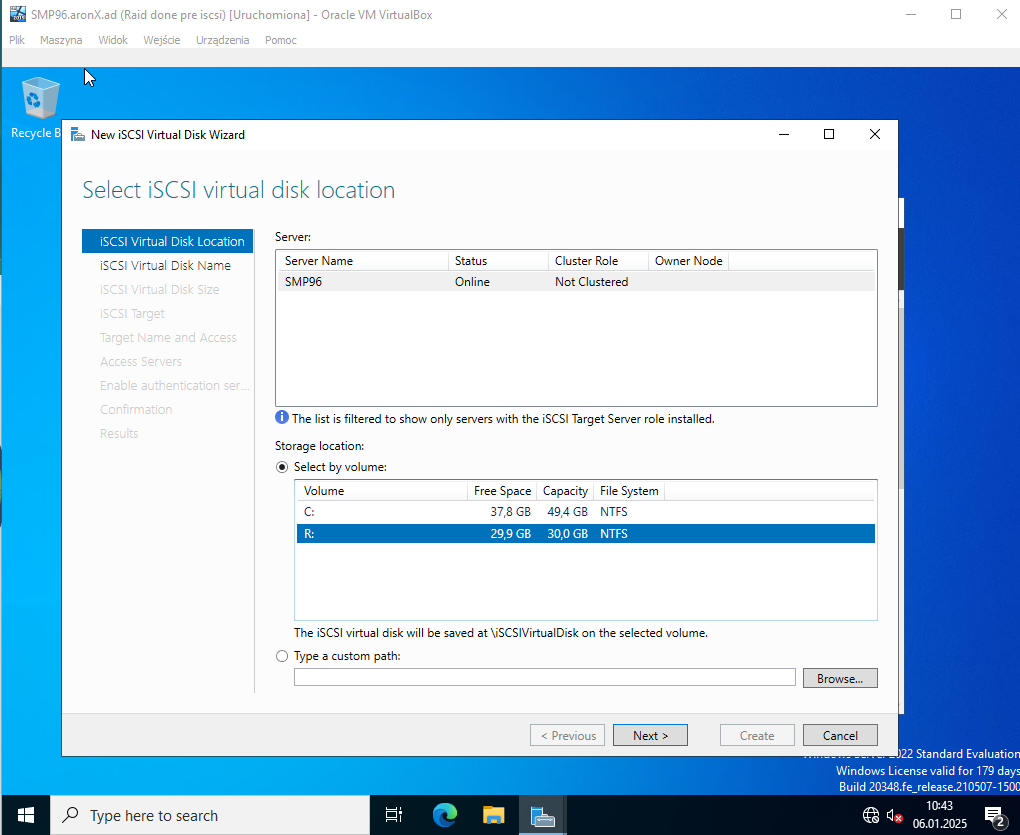 SMP96.aronX.ad (Raid done pre iscsi) [Uruchomiona] - Oracle VM VirtualBox
Plik Maszyna Widok Wejście Urządzenia Pomoc
Recycle B
New iSCSI Virtual Disk Wizard
Select iSCSI virtual disk location
iSCSI Virtual Disk Location
iSCSI Virtual Disk Name
iSCSI Virtual Disk Size
iSCSI Target
Target Name and Access
Access Servers
Enable authentication ser...
Confirmation
Results
Server:
Server Name Status Cluster Role Owner Node
SMP96 Online Not Clustered
The list is filtered to show only servers with the iSCSI Target Server role installed.
Storage location:
Select by volume:
Volume Free Space Capacity File System
C: 37,8 GB 49,4 GB NTFS
R: 29,9 GB 30,0 GB NTFS
The iSCSI virtual disk will be saved at \iSCSIVirtualDisk on the selected volume.
Type a custom path:
Browse...
< Previous Next > Create Cancel
Windows Server 2022 Standard Evaluation
Windows License valid for 179 days
Build 20348.fe_release.210507-1500
Type here to search
10:43
06.01.2025
2